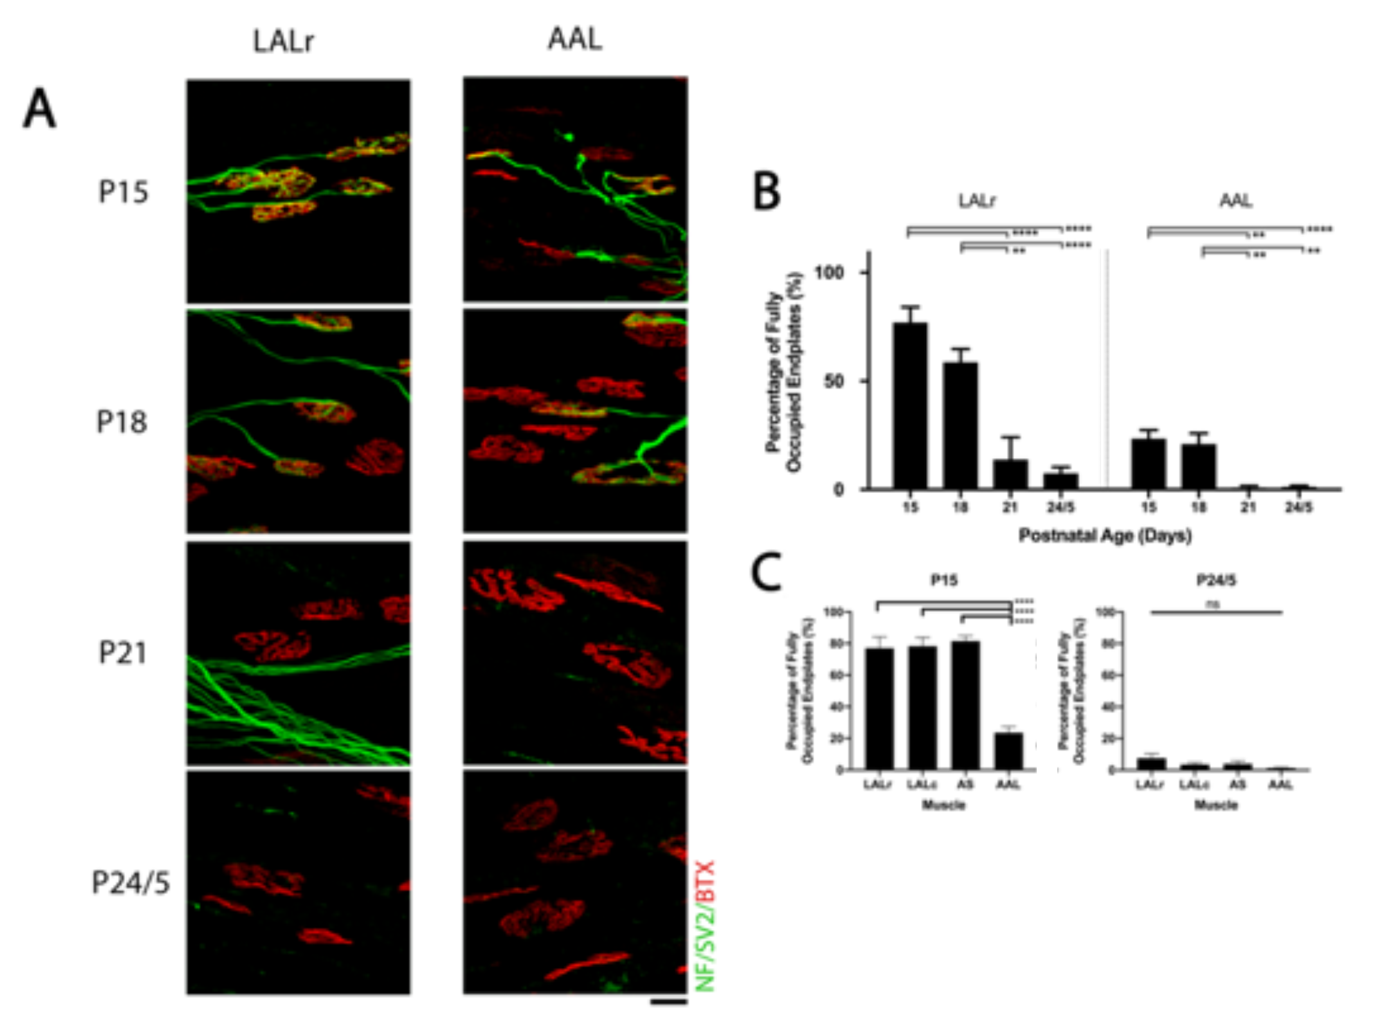 LALr AAL
A
P15
P18
P21
P24/5
NF/SV2/BTX
B
LALr AAL
**** ****
**** **
**** **
** **
Percentage of Fully
Occupied Endplates (%)
100
50
0
15 18 21 24/5 15 18 21 24/5
Postnatal Age (Days)
C
P15
****
****
****
Percentage of Fully
Occupied Endplates (%)
100
80
60
40
20
0
LALr LALc AS AAL
Muscle
P24/5
ns
Percentage of Fully
Occupied Endplates (%)
100
80
60
40
20
0
LALr LALc AS AAL
Muscle